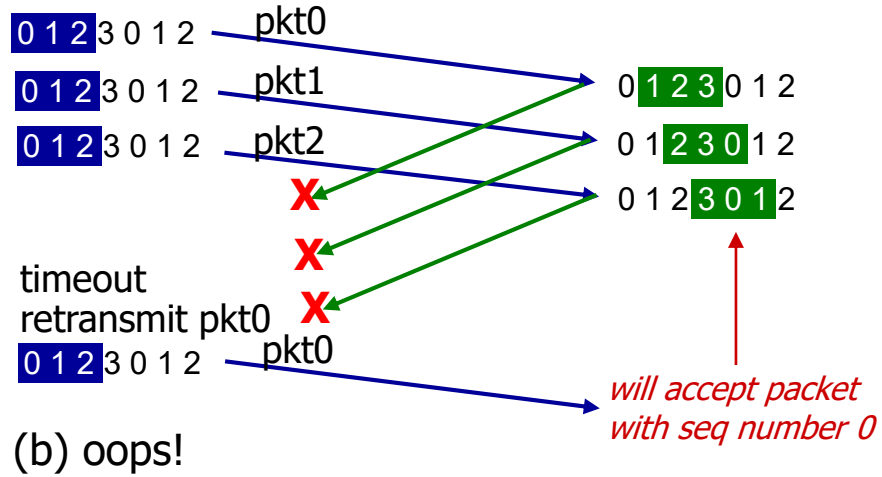 0 1 2 3 0 1 2
pkt0
0 1 2 3 0 1 2
0 1 2 3 0 1 2
pkt1
0 1 2 3 0 1 2
0 1 2 3 0 1 2
pkt2
0 1 2 3 0 1 2
X
X
X
timeout
retransmit pkt0
0 1 2 3 0 1 2
pkt0
will accept packet
with seq number 0
(b) oops!